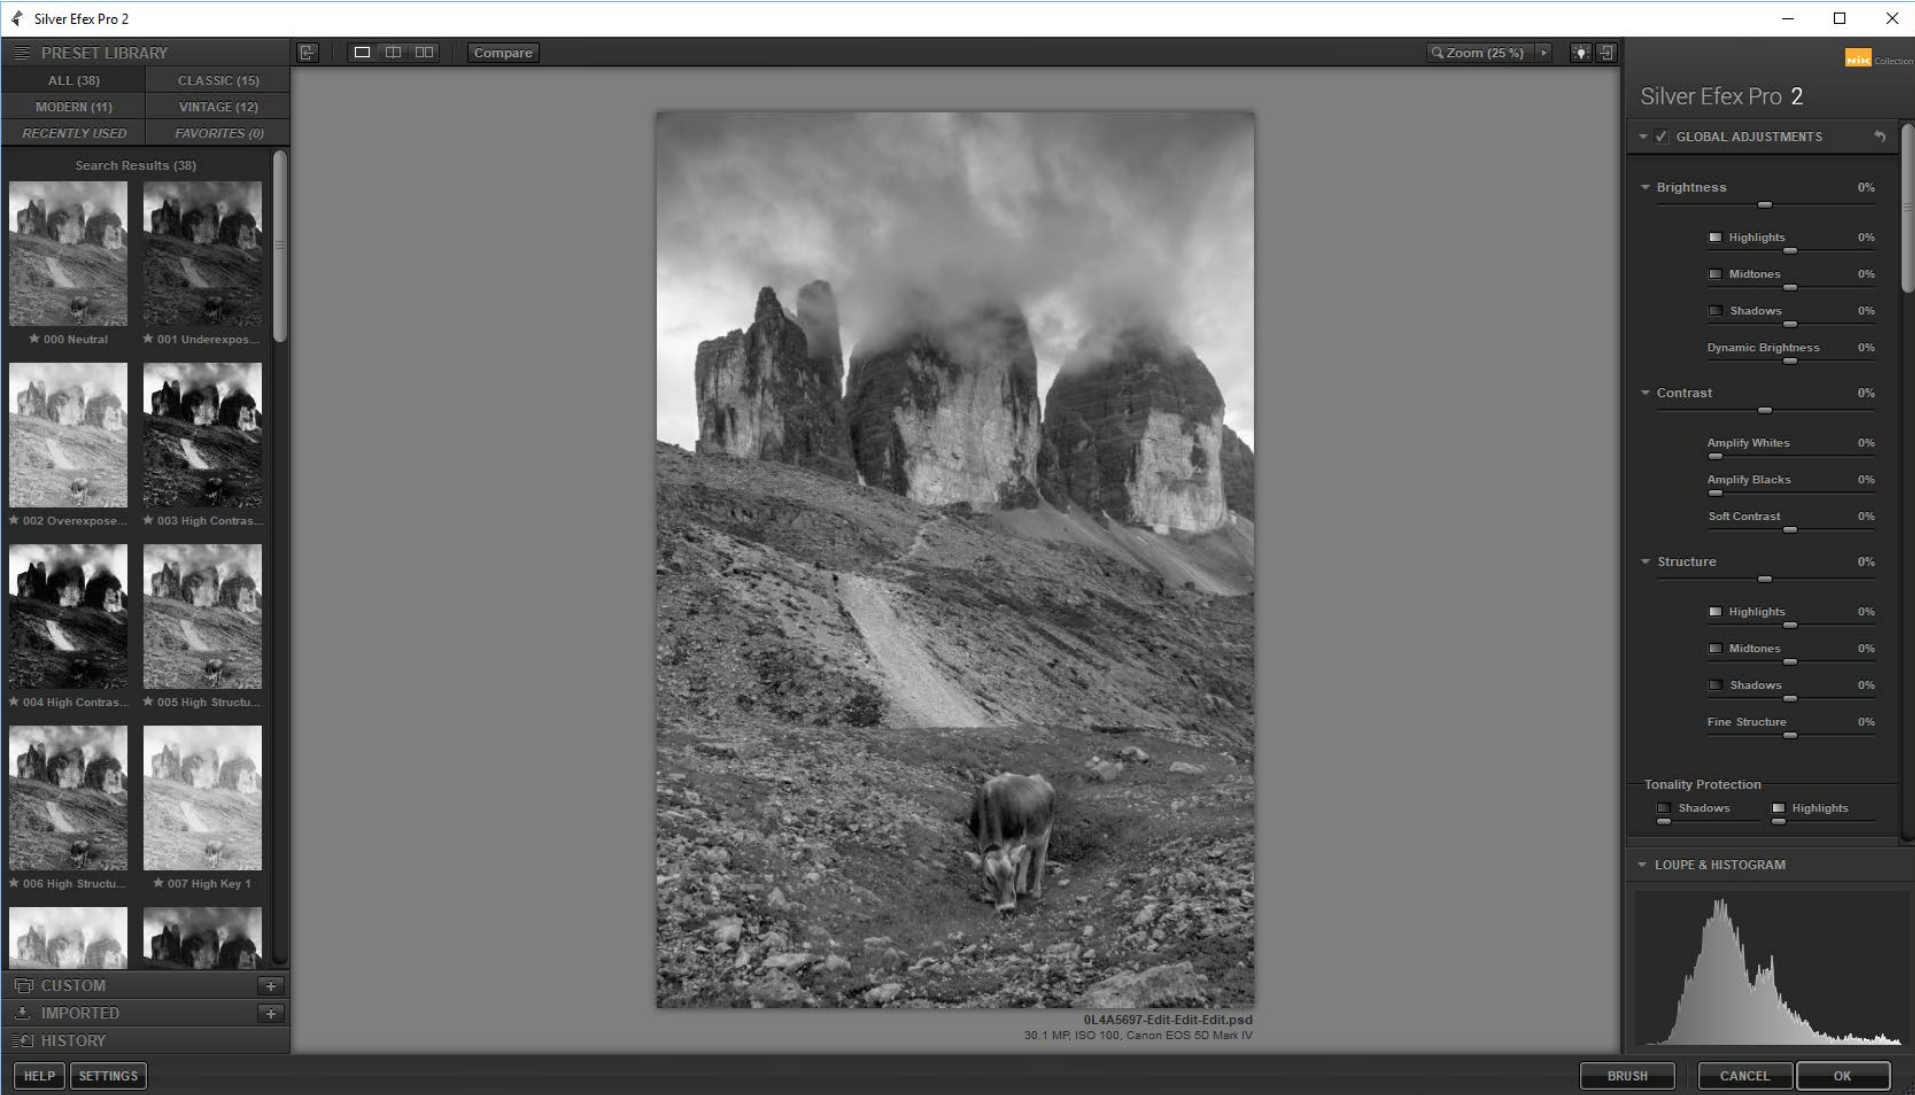 Silver Efex Pro 2
PRESET LIBRARY
ALL (38)
CLASSIC (15)
MODERN (11)
VINTAGE (12)
RECENTLY USED
FAVORITES (0)
Search Results (38)
★ 000 Neutral
★ 001 Underexpos...
★ 002 Overexpose...
★ 003 High Contras...
★ 004 High Contras...
★ 005 High Structu...
★ 006 High Structu...
★ 007 High Key 1
CUSTOM
IMPORTED
HISTORY
HELP
SETTINGS
Compare
Zoom (25 %)
0L4A5697-Edit-Edit-Edit.psd
30.1 MP, ISO 100, Canon EOS 5D Mark IV
Nik Collection
Silver Efex Pro 2
GLOBAL ADJUSTMENTS
Brightness 0%
Highlights 0%
Midtones 0%
Shadows 0%
Dynamic Brightness 0%
Contrast 0%
Amplify Whites 0%
Amplify Blacks 0%
Soft Contrast 0%
Structure 0%
Highlights 0%
Midtones 0%
Shadows 0%
Fine Structure 0%
Tonality Protection
Shadows
Highlights
LOUPE & HISTOGRAM
BRUSH
CANCEL
OK